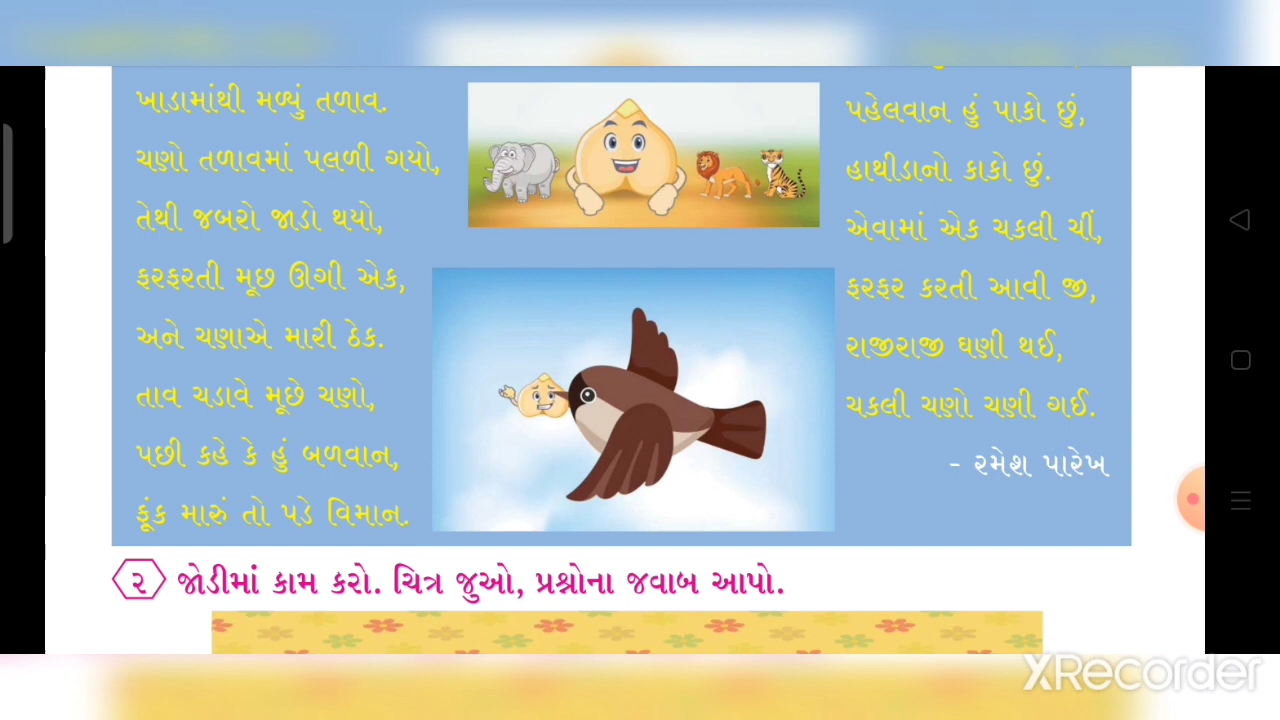 ખાડામાંથી મળ્યું તળાવ.
ચણો તળાવમાં પલળી ગયો,
તેથી જબરો જાડો થયો,
ફરફરતી મૂછ ઊગી એક,
અને ચણાએ મારી ઠેક.
તાવ ચડાવે મૂછે ચણો,
પછી કહે કે હું બળવાન,
ફૂંક મારું તો પડે વિમાન.
પહેલવાન હું પાકો છું,
હાથીડાનો કાકો છું.
એવામાં એક ચકલી ચીં,
ફરફર કરતી આવી જી,
રાજીરાજી ઘણી થઈ,
ચકલી ચણો ચણી ગઈ.
- રમેશ પારેખ
૨ જોડીમાં કામ કરો. ચિત્ર જુઓ, પ્રશ્નોના જવાબ આપો.
XRecorder